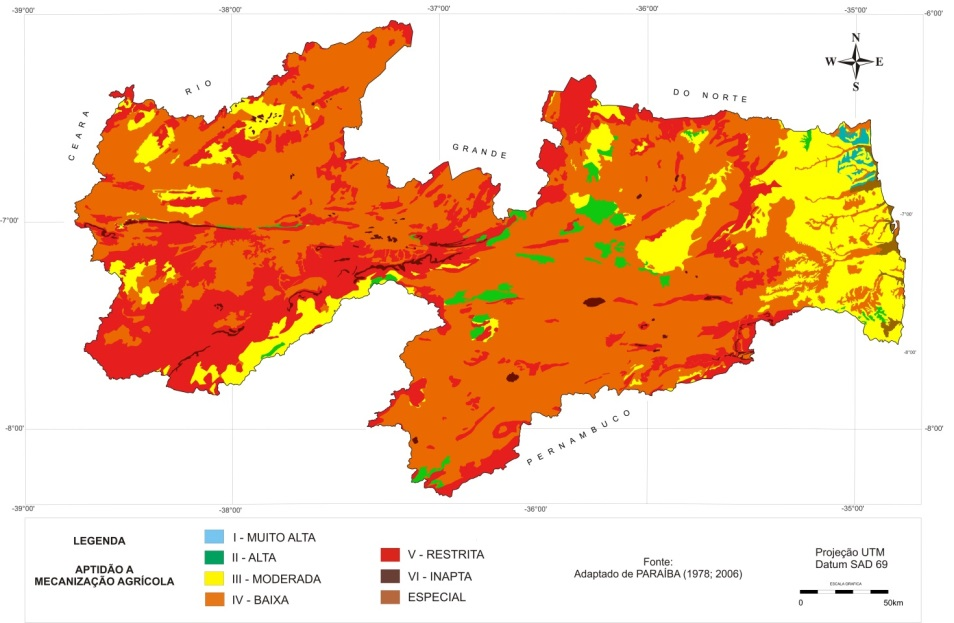 -39°00' -38°00' -37°00' -36°00' -35°00' -6°00'
N
W E
S
CEARA
RIO
GRANDE
DO NORTE
-7°00' -7°00'
-8°00' -8°00'
PERNAMBUCO
-39°00' -38°00' -36°00' -35°00'
LEGENDA
APTIDÃO A
MECANIZAÇÃO AGRÍCOLA
I - MUITO ALTA
II - ALTA
III - MODERADA
IV - BAIXA
V - RESTRITA
VI - INAPTA
ESPECIAL
Fonte:
Adaptado de PARAÍBA (1978; 2006)
Projeção UTM
Datum SAD 69
ESCALA GRÁFICA
0 50km